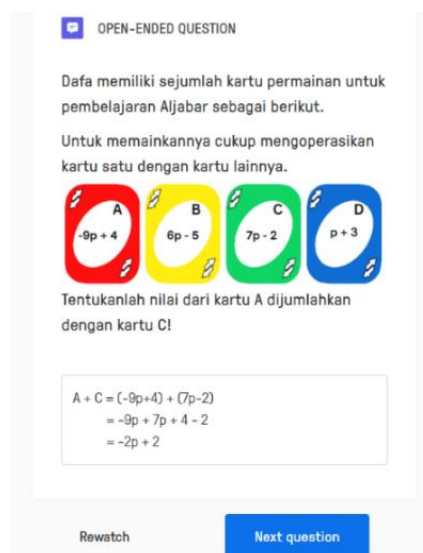 OPEN-ENDED QUESTION
Dafa memiliki sejumlah kartu permainan untuk
pembelajaran Aljabar sebagai berikut.
Untuk memainkannya cukup mengoperasikan
kartu satu dengan kartu lainnya.
A B C D
-9p + 4 6p - 5 7p - 2 p + 3
Tentukanlah nilai dari kartu A dijumlahkan
dengan kartu C!
A + C = (-9p+4) + (7p-2)
= -9p + 7p + 4 - 2
= -2p + 2
Rewatch Next question